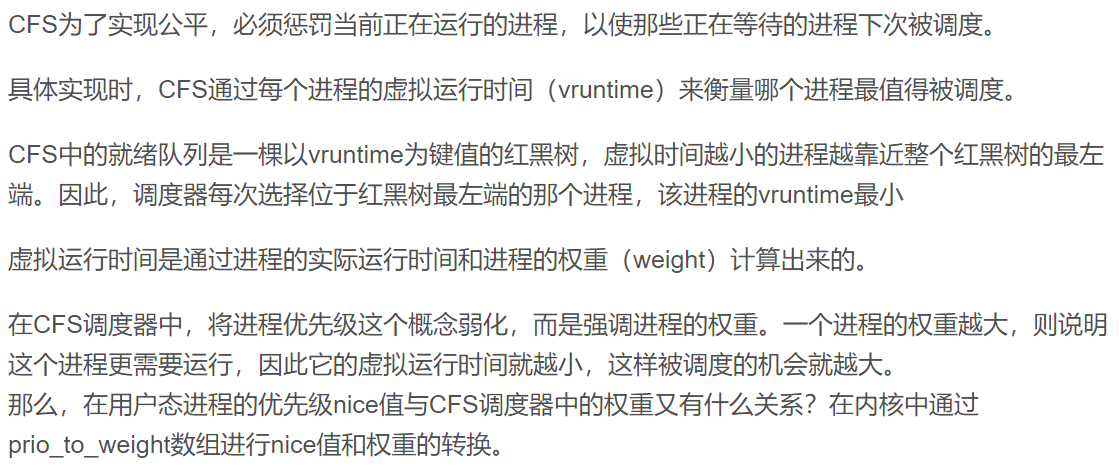 CFS为了实现公平，必须惩罚当前正在运行的进程，以使那些正在等待的进程下次被调度。
具体实现时，CFS通过每个进程的虚拟运行时间（vruntime）来衡量哪个进程最值得被调度。
CFS中的就绪队列是一棵以vruntime为键值的红黑树，虚拟时间越小的进程越靠近整个红黑树的最左
端。因此，调度器每次选择位于红黑树最左端的那个进程，该进程的vruntime最小
虚拟运行时间是通过进程的实际运行时间和进程的权重（weight）计算出来的。
在CFS调度器中，将进程优先级这个概念弱化，而是强调进程的权重。一个进程的权重越大，则说明
这个进程更需要运行，因此它的虚拟运行时间就越小，这样被调度的机会就越大。
那么，在用户态进程的优先级nice值与CFS调度器中的权重又有什么关系？在内核中通过
prio_to_weight数组进行nice值和权重的转换。